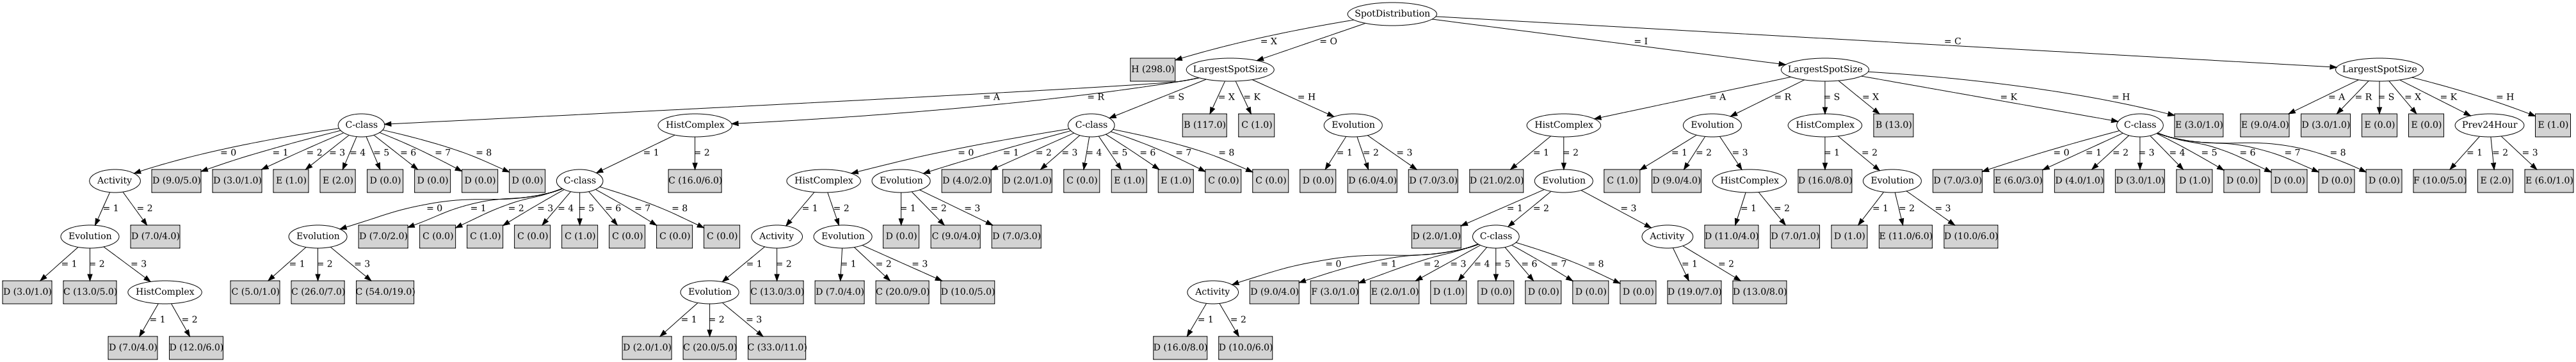 SpotDistribution
= X = O = I = C
H (298.0) LargestSpotSize LargestSpotSize LargestSpotSize
= A = R = S = X = K = H = A = R = S = X = K = H = A = R = S = X = K = H
C-class HistComplex C-class B (117.0) C (1.0) Evolution HistComplex Evolution HistComplex B (13.0) C-class E (3.0/1.0) E (9.0/4.0) D (3.0/1.0) E (0.0) E (0.0) Prev24Hour E (1.0)
= 0 = 1 = 2 = 3 = 4 = 5 = 6 = 7 = 8 = 1 = 2 = 0 = 1 = 2 = 3 = 4 = 5 = 6 = 7 = 8 = 1 = 2 = 3 = 1 = 2 = 1 = 2 = 3 = 1 = 2 = 0 = 1 = 2 = 3 = 4 = 5 = 6 = 7 = 8 = 1 = 2 = 3
Activity D (9.0/5.0) D (3.0/1.0) E (1.0) E (2.0) D (0.0) D (0.0) D (0.0) D (0.0) C-class C (16.0/6.0) HistComplex Evolution D (4.0/2.0) D (2.0/1.0) C (0.0) E (1.0) E (1.0) C (0.0) C (0.0) D (0.0) D (6.0/4.0) D (7.0/3.0) D (21.0/2.0) Evolution C (1.0) D (9.0/4.0) HistComplex D (16.0/8.0) Evolution D (7.0/3.0) E (6.0/3.0) D (4.0/1.0) D (3.0/1.0) D (1.0) D (0.0) D (0.0) D (0.0) D (0.0) F (10.0/5.0) E (2.0) E (6.0/1.0)
= 1 = 2 = 0 = 1 = 2 = 3 = 4 = 5 = 6 = 7 = 8 = 1 = 2 = 1 = 2 = 3 = 1 = 2 = 3 = 1 = 2 = 1 = 2 = 3
Evolution D (7.0/4.0) Evolution D (7.0/2.0) C (0.0) C (1.0) C (0.0) C (1.0) C (0.0) C (0.0) C (0.0) Activity Evolution D (0.0) C (9.0/4.0) D (7.0/3.0) D (2.0/1.0) C-class Activity D (11.0/4.0) D (7.0/1.0) D (1.0) E (11.0/6.0) D (10.0/6.0)
= 1 = 2 = 3 = 1 = 2 = 3 = 1 = 2 = 1 = 2 = 3 = 0 = 1 = 2 = 3 = 4 = 5 = 6 = 7 = 8 = 1 = 2
D (3.0/1.0) C (13.0/5.0) HistComplex C (5.0/1.0) C (26.0/7.0) C (54.0/19.0) Evolution C (13.0/3.0) D (7.0/4.0) C (20.0/9.0) D (10.0/5.0) Activity D (9.0/4.0) F (3.0/1.0) E (2.0/1.0) D (1.0) D (0.0) D (0.0) D (0.0) D (0.0) D (19.0/7.0) D (13.0/8.0)
= 1 = 2 = 1 = 2 = 3 = 1 = 2
D (7.0/4.0) D (12.0/6.0) D (2.0/1.0) C (20.0/5.0) C (33.0/11.0) D (16.0/8.0) D (10.0/6.0)